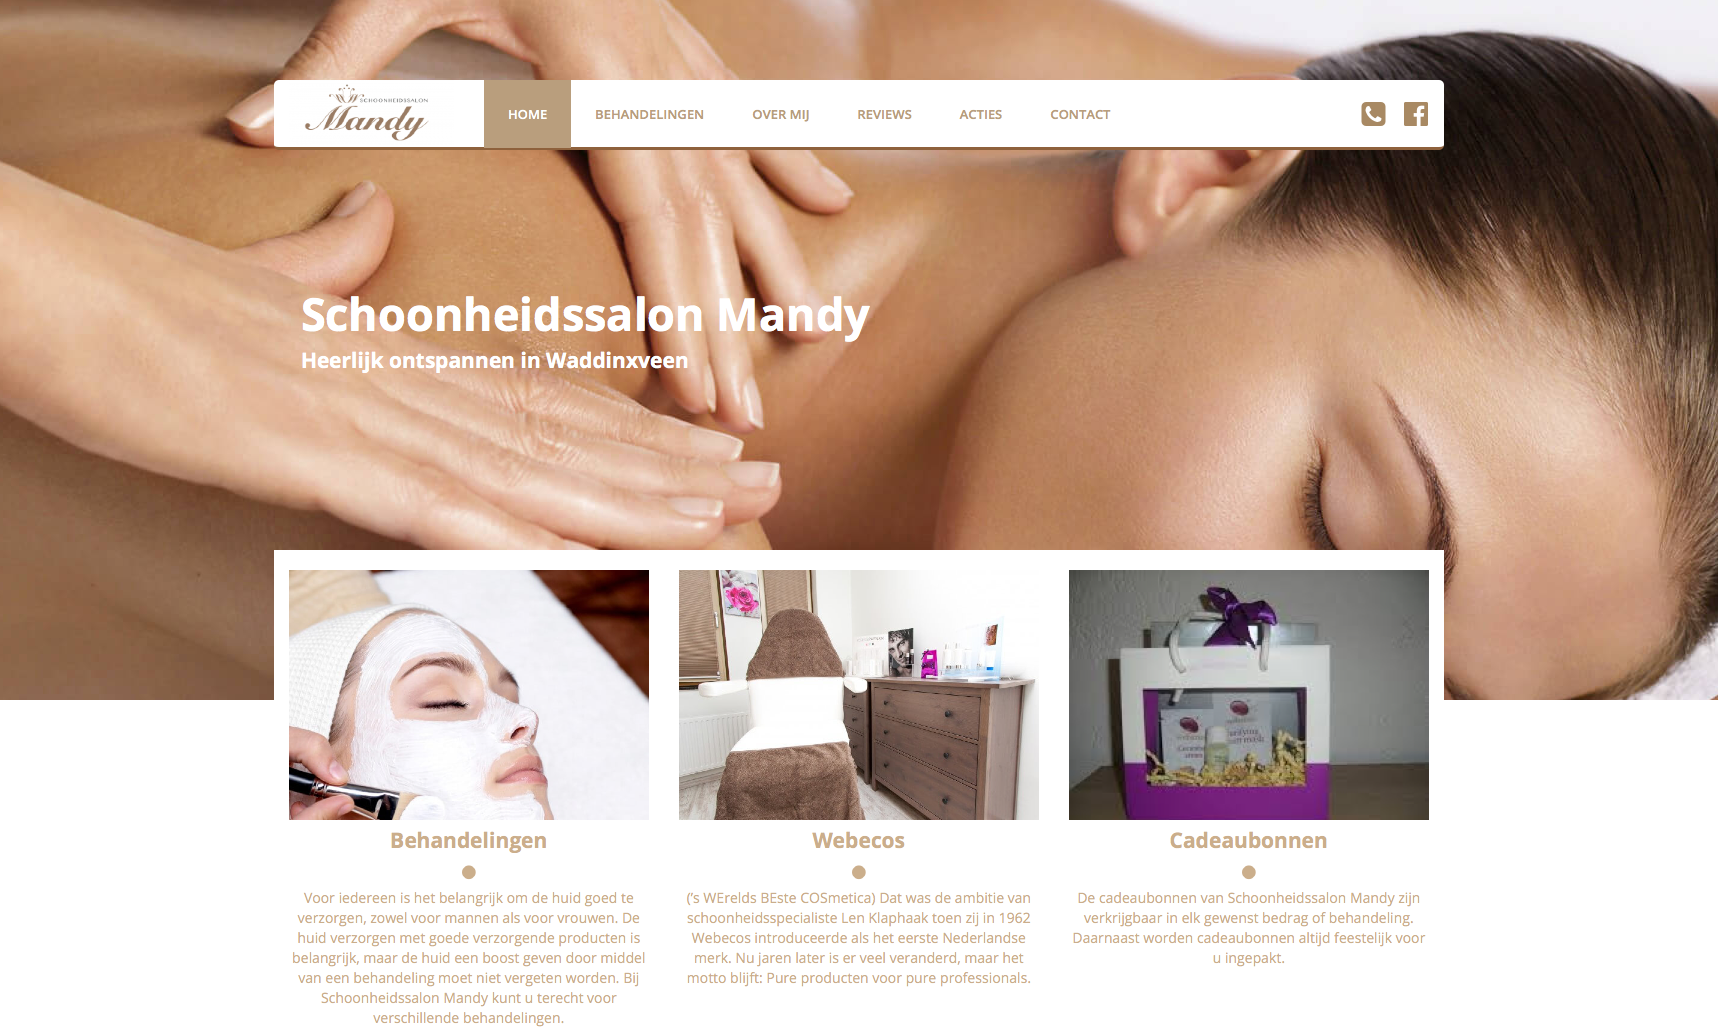 SCHOONHEIDSSALON
Mandy
HOME
BEHANDELINGEN
OVER MIJ
REVIEWS
ACTIES
CONTACT
Schoonheidssalon Mandy
Heerlijk ontspannen in Waddinxveen
Behandelingen
Voor iedereen is het belangrijk om de huid goed te
verzorgen, zowel voor mannen als voor vrouwen. De
huid verzorgen met goede verzorgende producten is
belangrijk, maar de huid een boost geven door middel
van een behandeling moet niet vergeten worden. Bij
Schoonheidssalon Mandy kunt u terecht voor
verschillende behandelingen.
Webecos
('s WErelds BEste COSmetica) Dat was de ambitie van
schoonheidsspecialiste Len Klaphaak toen zij in 1962
Webecos introduceerde als het eerste Nederlandse
merk. Nu jaren later is er veel veranderd, maar het
motto blijft: Pure producten voor pure professionals.
Cadeaubonnen
De cadeaubonnen van Schoonheidssalon Mandy zijn
verkrijgbaar in elk gewenst bedrag of behandeling.
Daarnaast worden cadeaubonnen altijd feestelijk voor
u ingepakt.